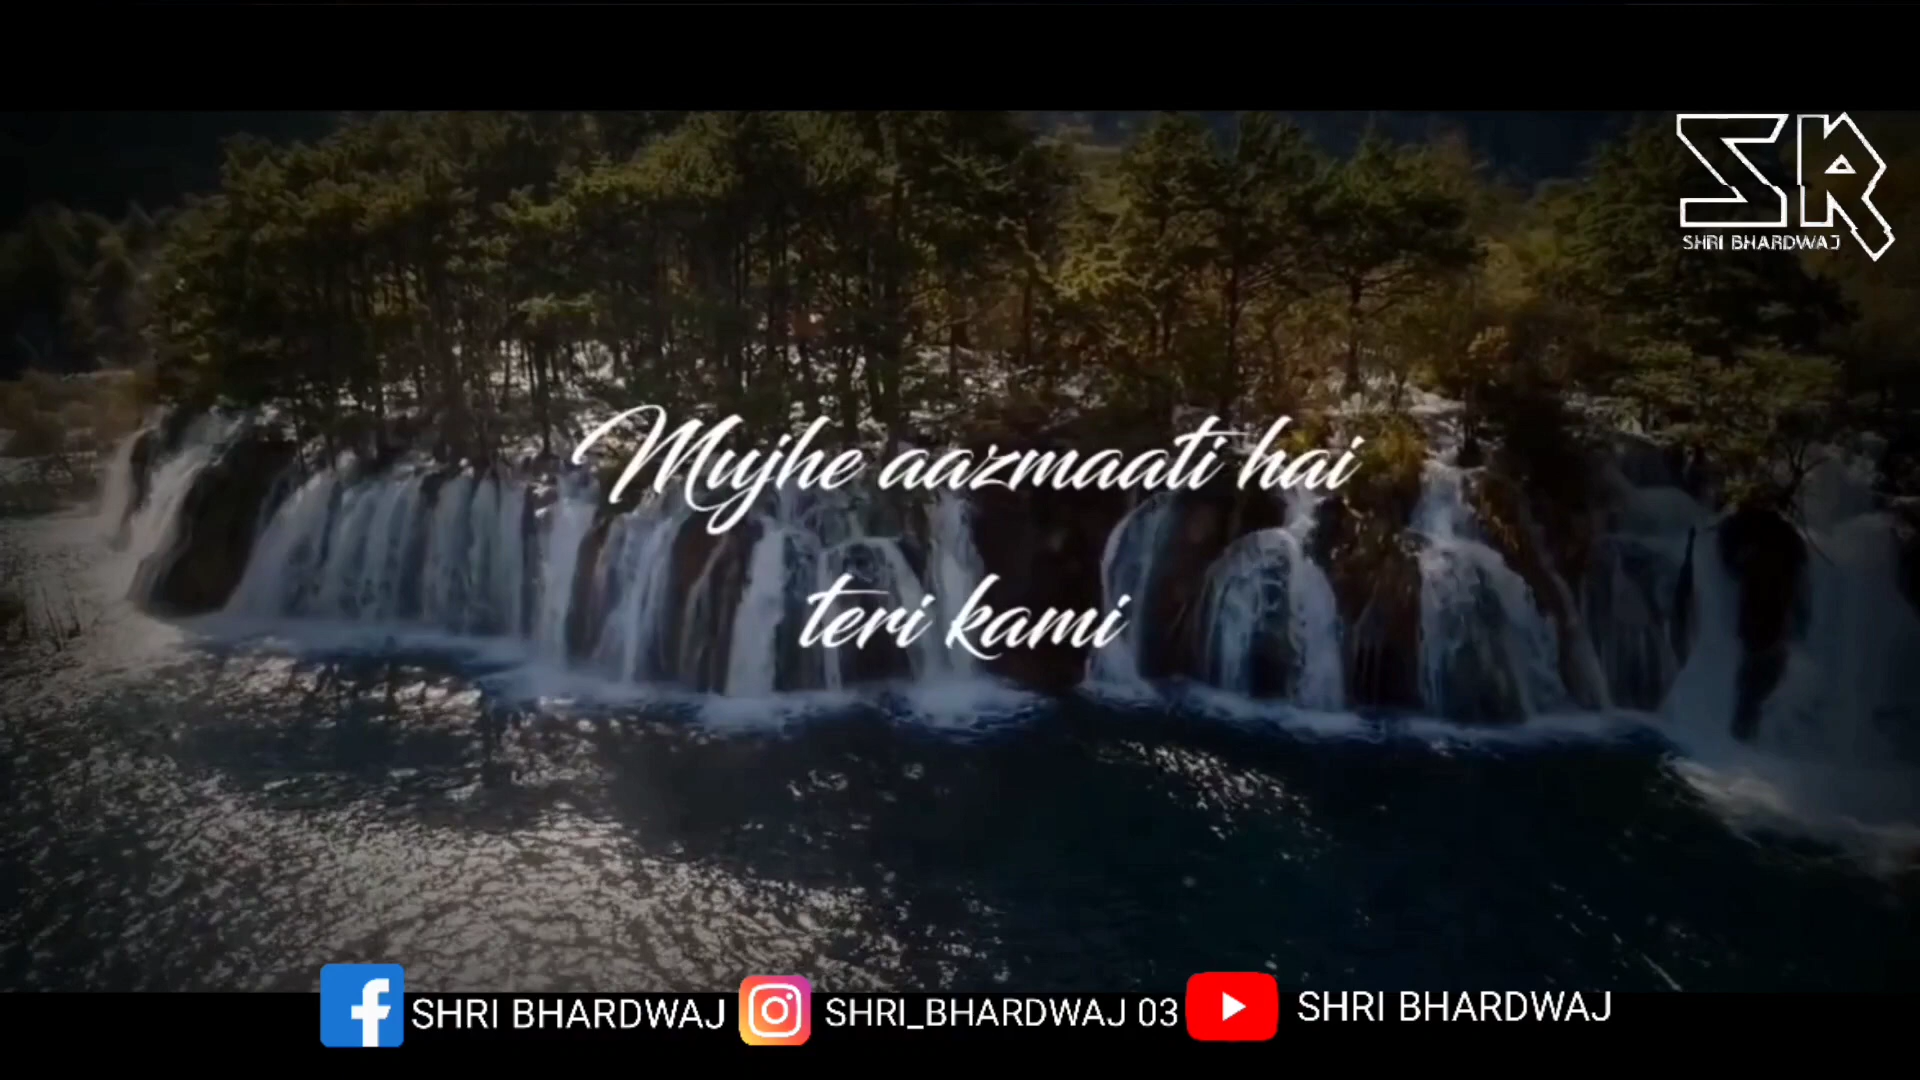 SR
SHRI BHARDWAJ
Mujhe aazmaati hai
teri kami
SHRI BHARDWAJ
SHRI_BHARDWAJ 03
SHRI BHARDWAJ